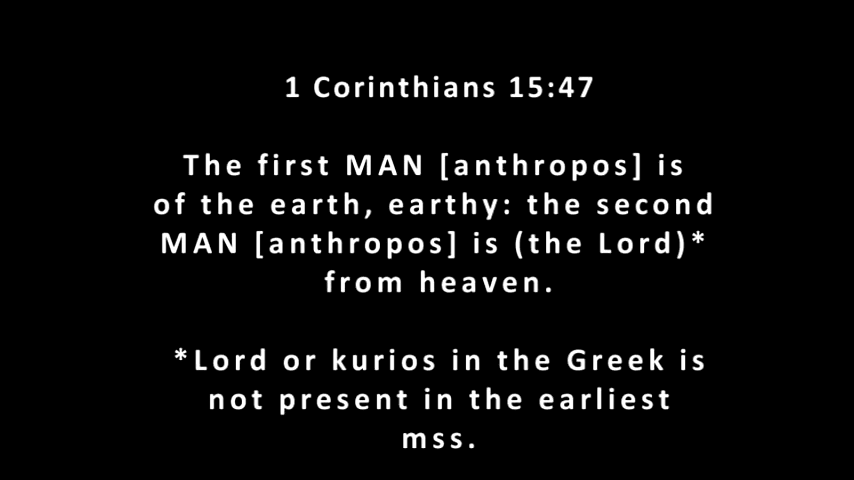 1 Corinthians 15:47
The first MAN [anthropos] is
of the earth, earthy: the second
MAN [anthropos] is (the Lord)*
from heaven.
*Lord or kurios in the Greek is
not present in the earliest
mss.